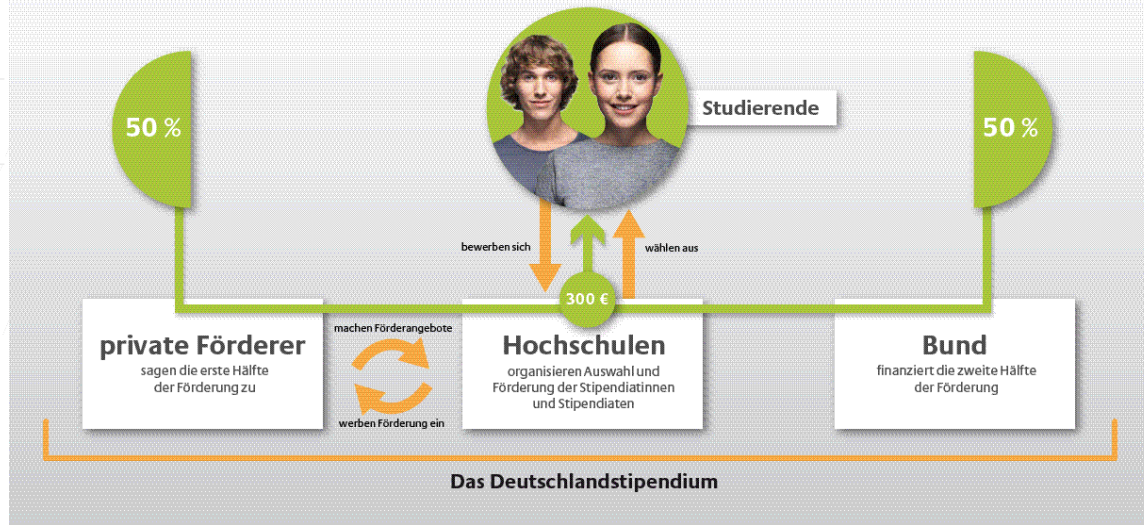 50 %
Studierende
50 %
bewerben sich
wählen aus
300 €
private Förderer
sagen die erste Hälfte
der Förderung zu
machen Förderangebote
werben Förderung ein
Hochschulen
organisieren Auswahl und
Förderung der Stipendiatinnen
und Stipendiaten
Bund
finanziert die zweite Hälfte
der Förderung
Das Deutschlandstipendium